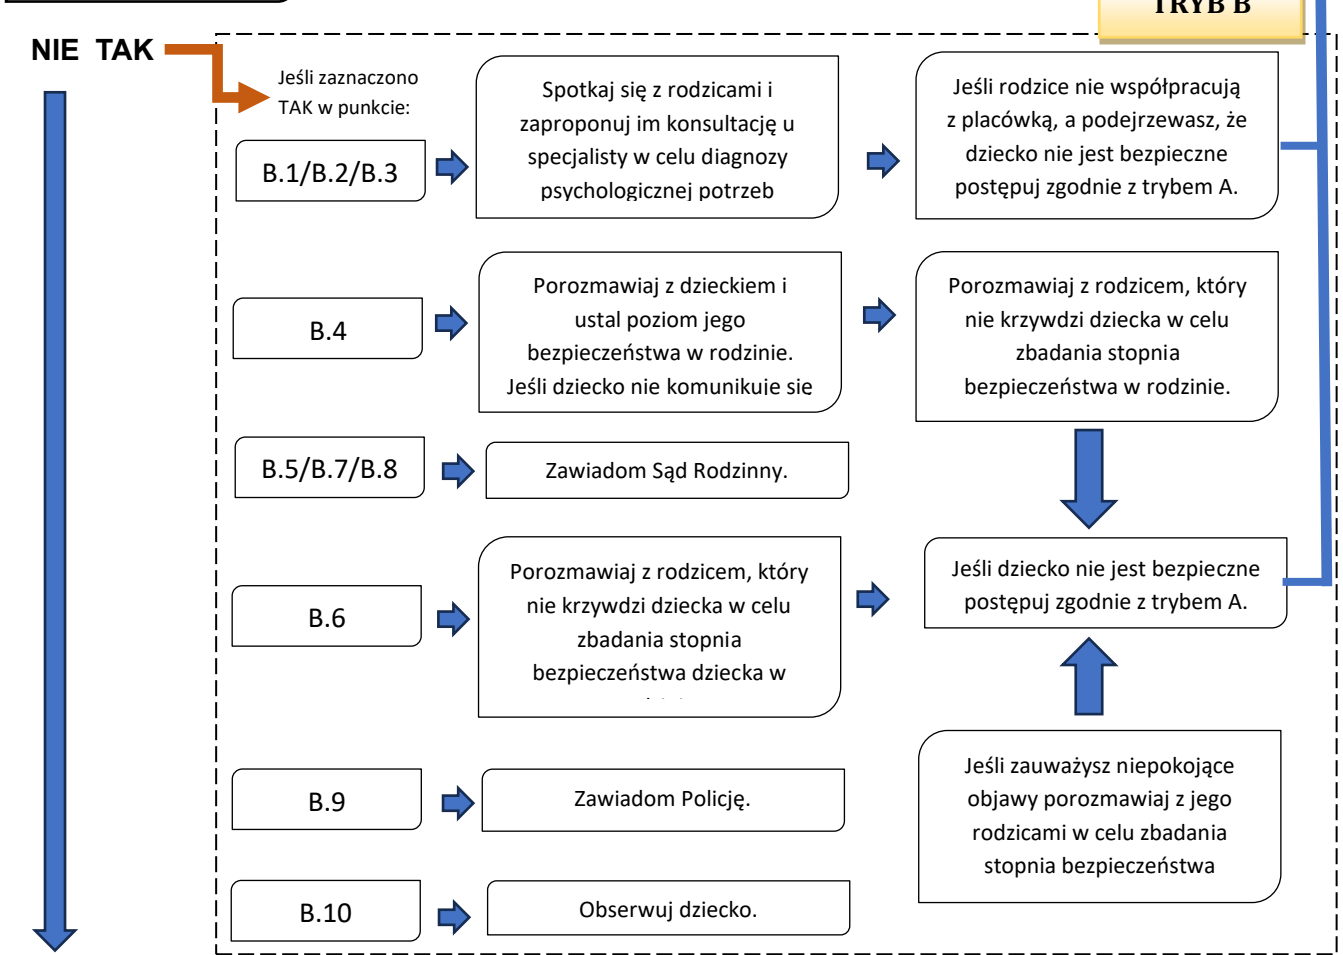 TRYB B
NIE TAK
Jeśli zaznaczono
TAK w punkcie:
B.1/B.2/B.3
Spotkaj się z rodzicami i
zaproponuj im konsultację u
specjalisty w celu diagnozy
psychologicznej potrzeb
Jeśli rodzice nie współpracują
z placówką, a podejrzewasz, że
dziecko nie jest bezpieczne
postępuj zgodnie z trybem A.
B.4
Porozmawiaj z dzieckiem i
ustal poziom jego
bezpieczeństwa w rodzinie.
Jeśli dziecko nie komunikuje się
Porozmawiaj z rodzicem, który
nie krzywdzi dziecka w celu
zbadania stopnia
bezpieczeństwa w rodzinie.
B.5/B.7/B.8
Zawiadom Sąd Rodzinny.
B.6
Porozmawiaj z rodzicem, który
nie krzywdzi dziecka w celu
zbadania stopnia
bezpieczeństwa dziecka w
Jeśli dziecko nie jest bezpieczne
postępuj zgodnie z trybem A.
B.9
Zawiadom Policję.
Jeśli zauważysz niepokojące
objawy porozmawiaj z jego
rodzicami w celu zbadania
stopnia bezpieczeństwa
B.10
Obserwuj dziecko.